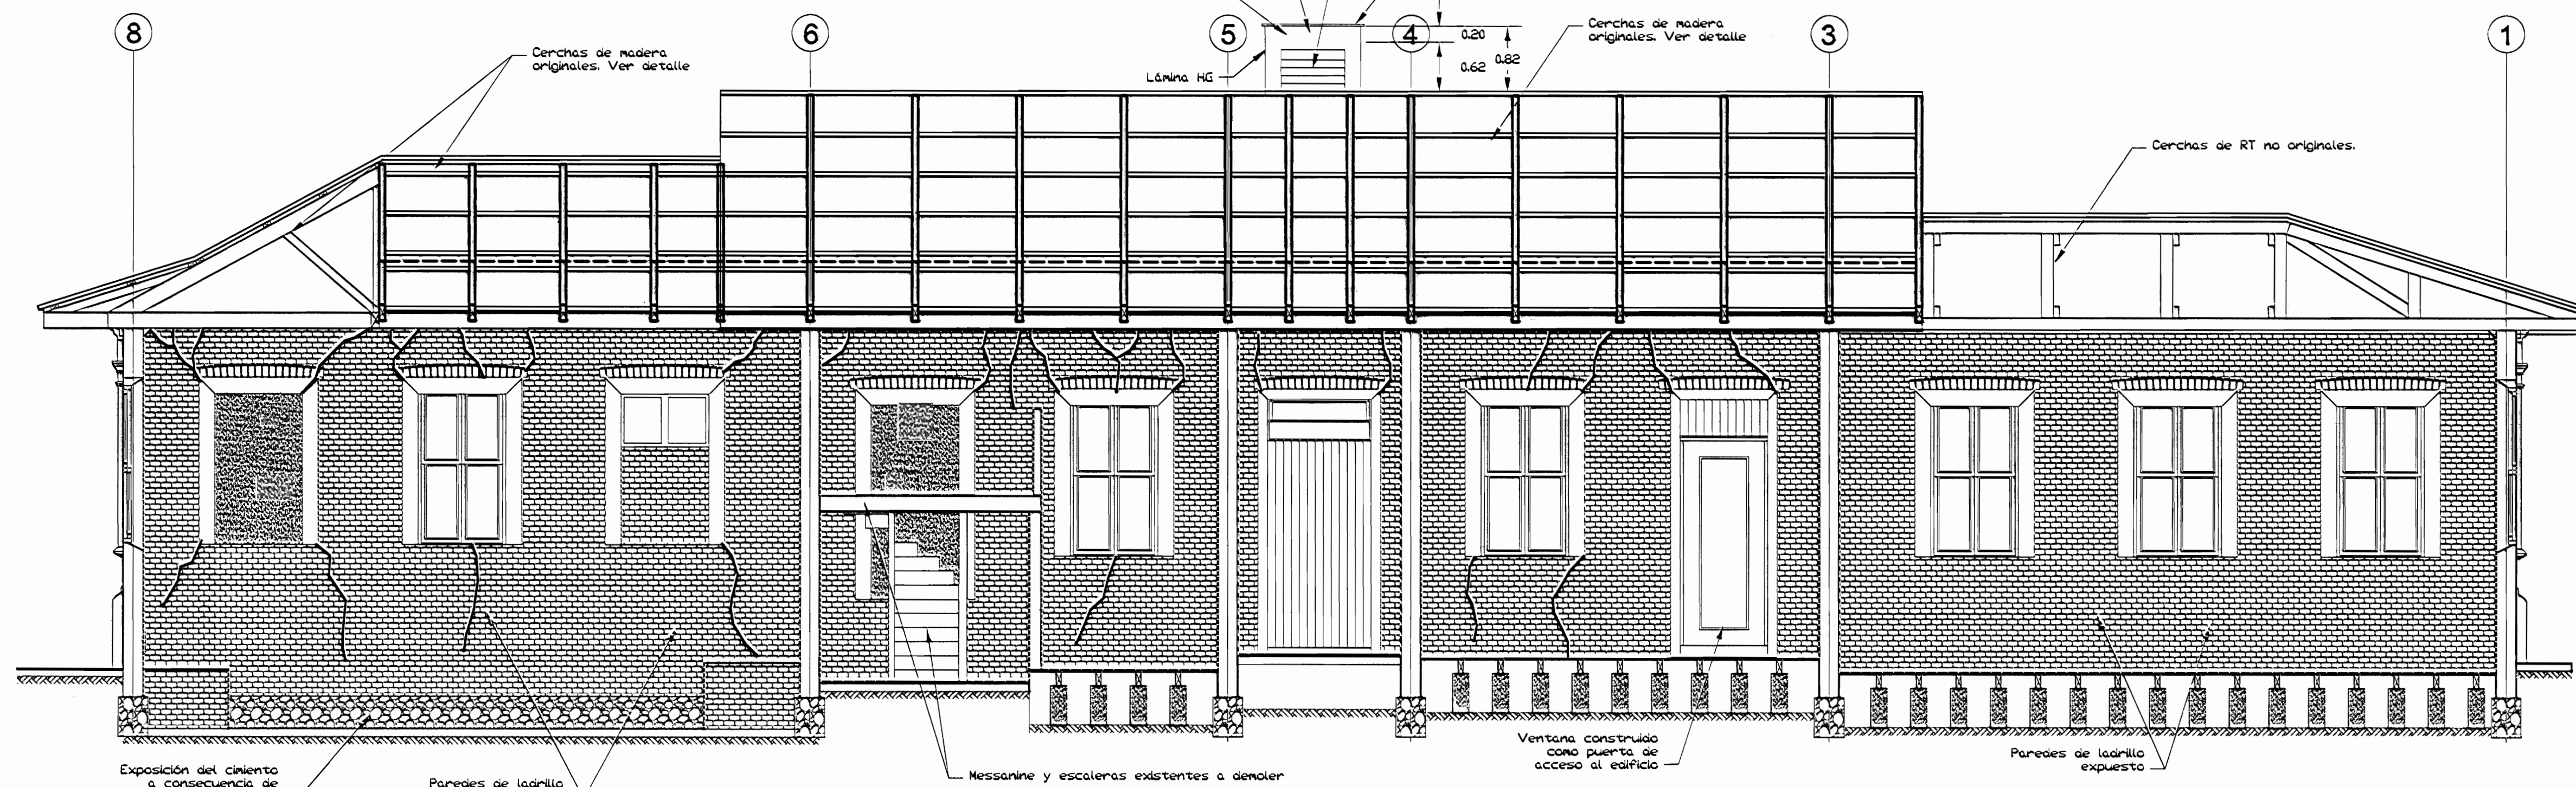 8
6
5
4
3
1
Cerchas de madera
originales. Ver detalle
Lámina HG
0.20
0.62
0.82
Cerchas de madera
originales. Ver detalle
Cerchas de RT no originales.
Exposición del cimiento
a consecuencia de
Paredes de ladrillo
Messanine y escaleras existentes a demoler
Ventana construido
como puerta de
acceso al edificio
Paredes de ladrillo
expuesto